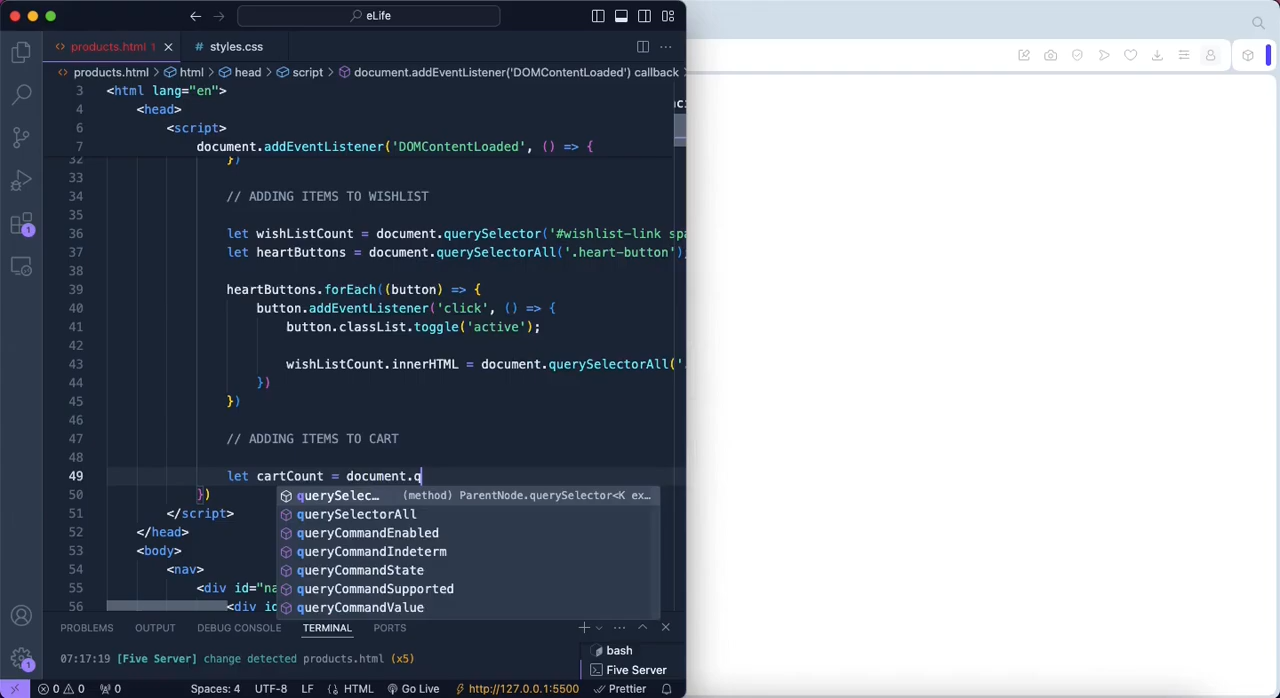 eLife
products.html 1
styles.css
products.html > html > head > script > document.addEventListener('DOMContentLoaded') callback
3 <html lang="en">
4 <head>
6 <script>
7 document.addEventListener('DOMContentLoaded', () => {
32 })
33
34 // ADDING ITEMS TO WISHLIST
35
36 let wishListCount = document.querySelector('#wishlist-link spa
37 let heartButtons = document.querySelectorAll('.heart-button');
38
39 heartButtons.forEach((button) => {
40 button.addEventListener('click', () => {
41 button.classList.toggle('active');
42
43 wishListCount.innerHTML = document.querySelectorAll('.
44 })
45 })
46
47 // ADDING ITEMS TO CART
48
49 let cartCount = document.q
50 })
querySelec… (method) ParentNode.querySelector<K ex…
querySelectorAll
queryCommandEnabled
queryCommandIndeterm
queryCommandState
queryCommandSupported
queryCommandValue
51 </script>
52 </head>
53 <body>
54 <nav>
55 <div id="na
56 <div id
PROBLEMS OUTPUT DEBUG CONSOLE TERMINAL PORTS
07:17:19 [Five Server] change detected products.html (x5)
bash
Five Server
1
1
0 0 0 Spaces: 4 UTF-8 LF HTML Go Live http://127.0.0.1:5500 Prettier